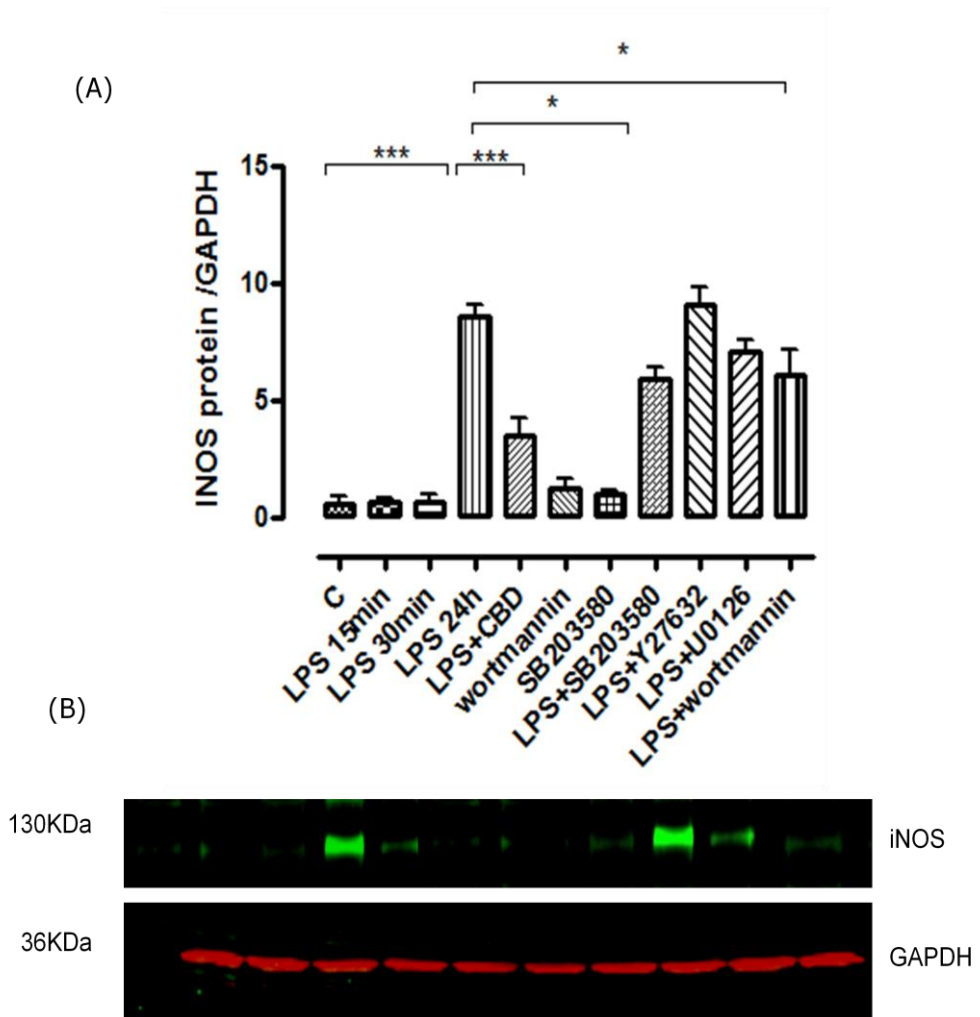 (A)
*
*
***
***
INOS protein /GAPDH
15
10
5
0
C
LPS 15min
LPS 30min
LPS 24h
LPS+CBD
wortmannin
SB203580
LPS+SB203580
LPS+Y27632
LPS+U0126
LPS+wortmannin
(B)
130KDa
iNOS
36KDa
GAPDH